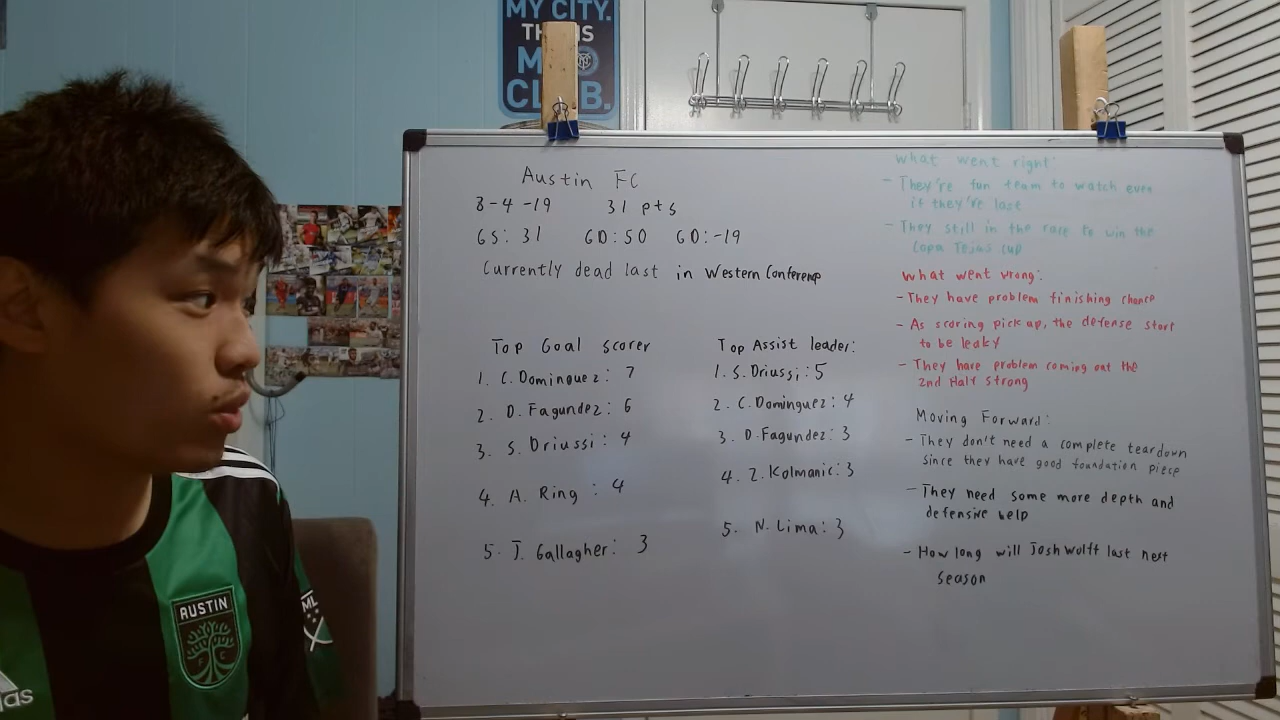 MY CITY.
THIS IS
MY
CLUB.
Austin FC
8-4-19 31 pts
GS: 31 GD: 50 GD: -19
Currently dead last in Western Conference
Top Goal scorer
1. C. Dominguez: 7
2. D. Fagundez: 6
3. S. Driussi: 4
4. A. Ring: 4
5. J. Gallagher: 3
Top Assist leader:
1. S. Driussi: 5
2. C. Dominguez: 4
3. D. Fagundez: 3
4. Z. Kolmanic: 3
5. N. Lima: 3
What went right:
- They're fun team to watch even
if they're last
- They still in the race to win the
Copa Tejas cup
What went wrong:
- They have problem finishing chance
- As scoring pick up, the defense start
to be leaky
- They have problem coming out the
2nd Half strong
Moving Forward:
- They don't need a complete teardown
since they have good foundation piece
- They need some more depth and
defensive help
- How long will Josh Wolff last next
season
AUSTIN
FC